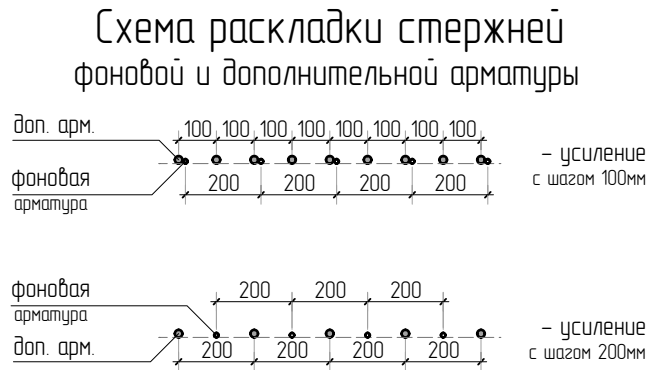 Схема раскладки стержней
фоновой и дополнительной арматуры
доп. арм.
100 100 100 100 100 100 100 100
фоновая
арматура
200 200 200 200
- усиление
с шагом 100мм
фоновая
арматура
200 200 200
доп. арм.
200 200 200 200
- усиление
с шагом 200мм